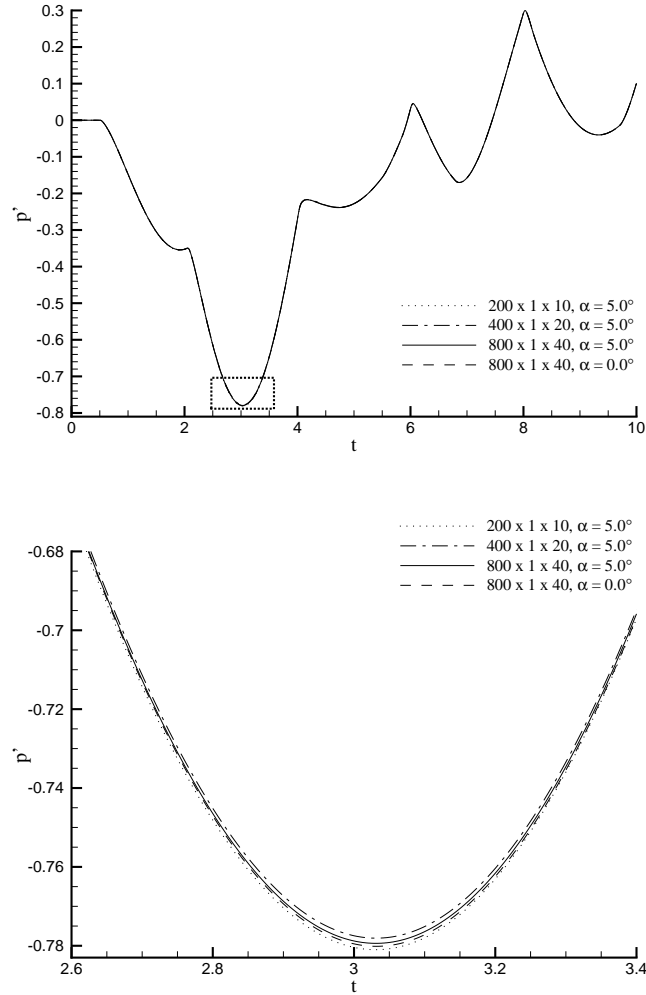 0.3
0.2
0.1
0
-0.1
-0.2
-0.3
-0.4
-0.5
-0.6
-0.7
-0.8
p'
0 2 4 6 8 10
t
200 x 1 x 10, α = 5.0°
400 x 1 x 20, α = 5.0°
800 x 1 x 40, α = 5.0°
800 x 1 x 40, α = 0.0°
200 x 1 x 10, α = 5.0°
400 x 1 x 20, α = 5.0°
800 x 1 x 40, α = 5.0°
800 x 1 x 40, α = 0.0°
-0.68
-0.7
-0.72
-0.74
-0.76
-0.78
p'
2.6 2.8 3 3.2 3.4
t